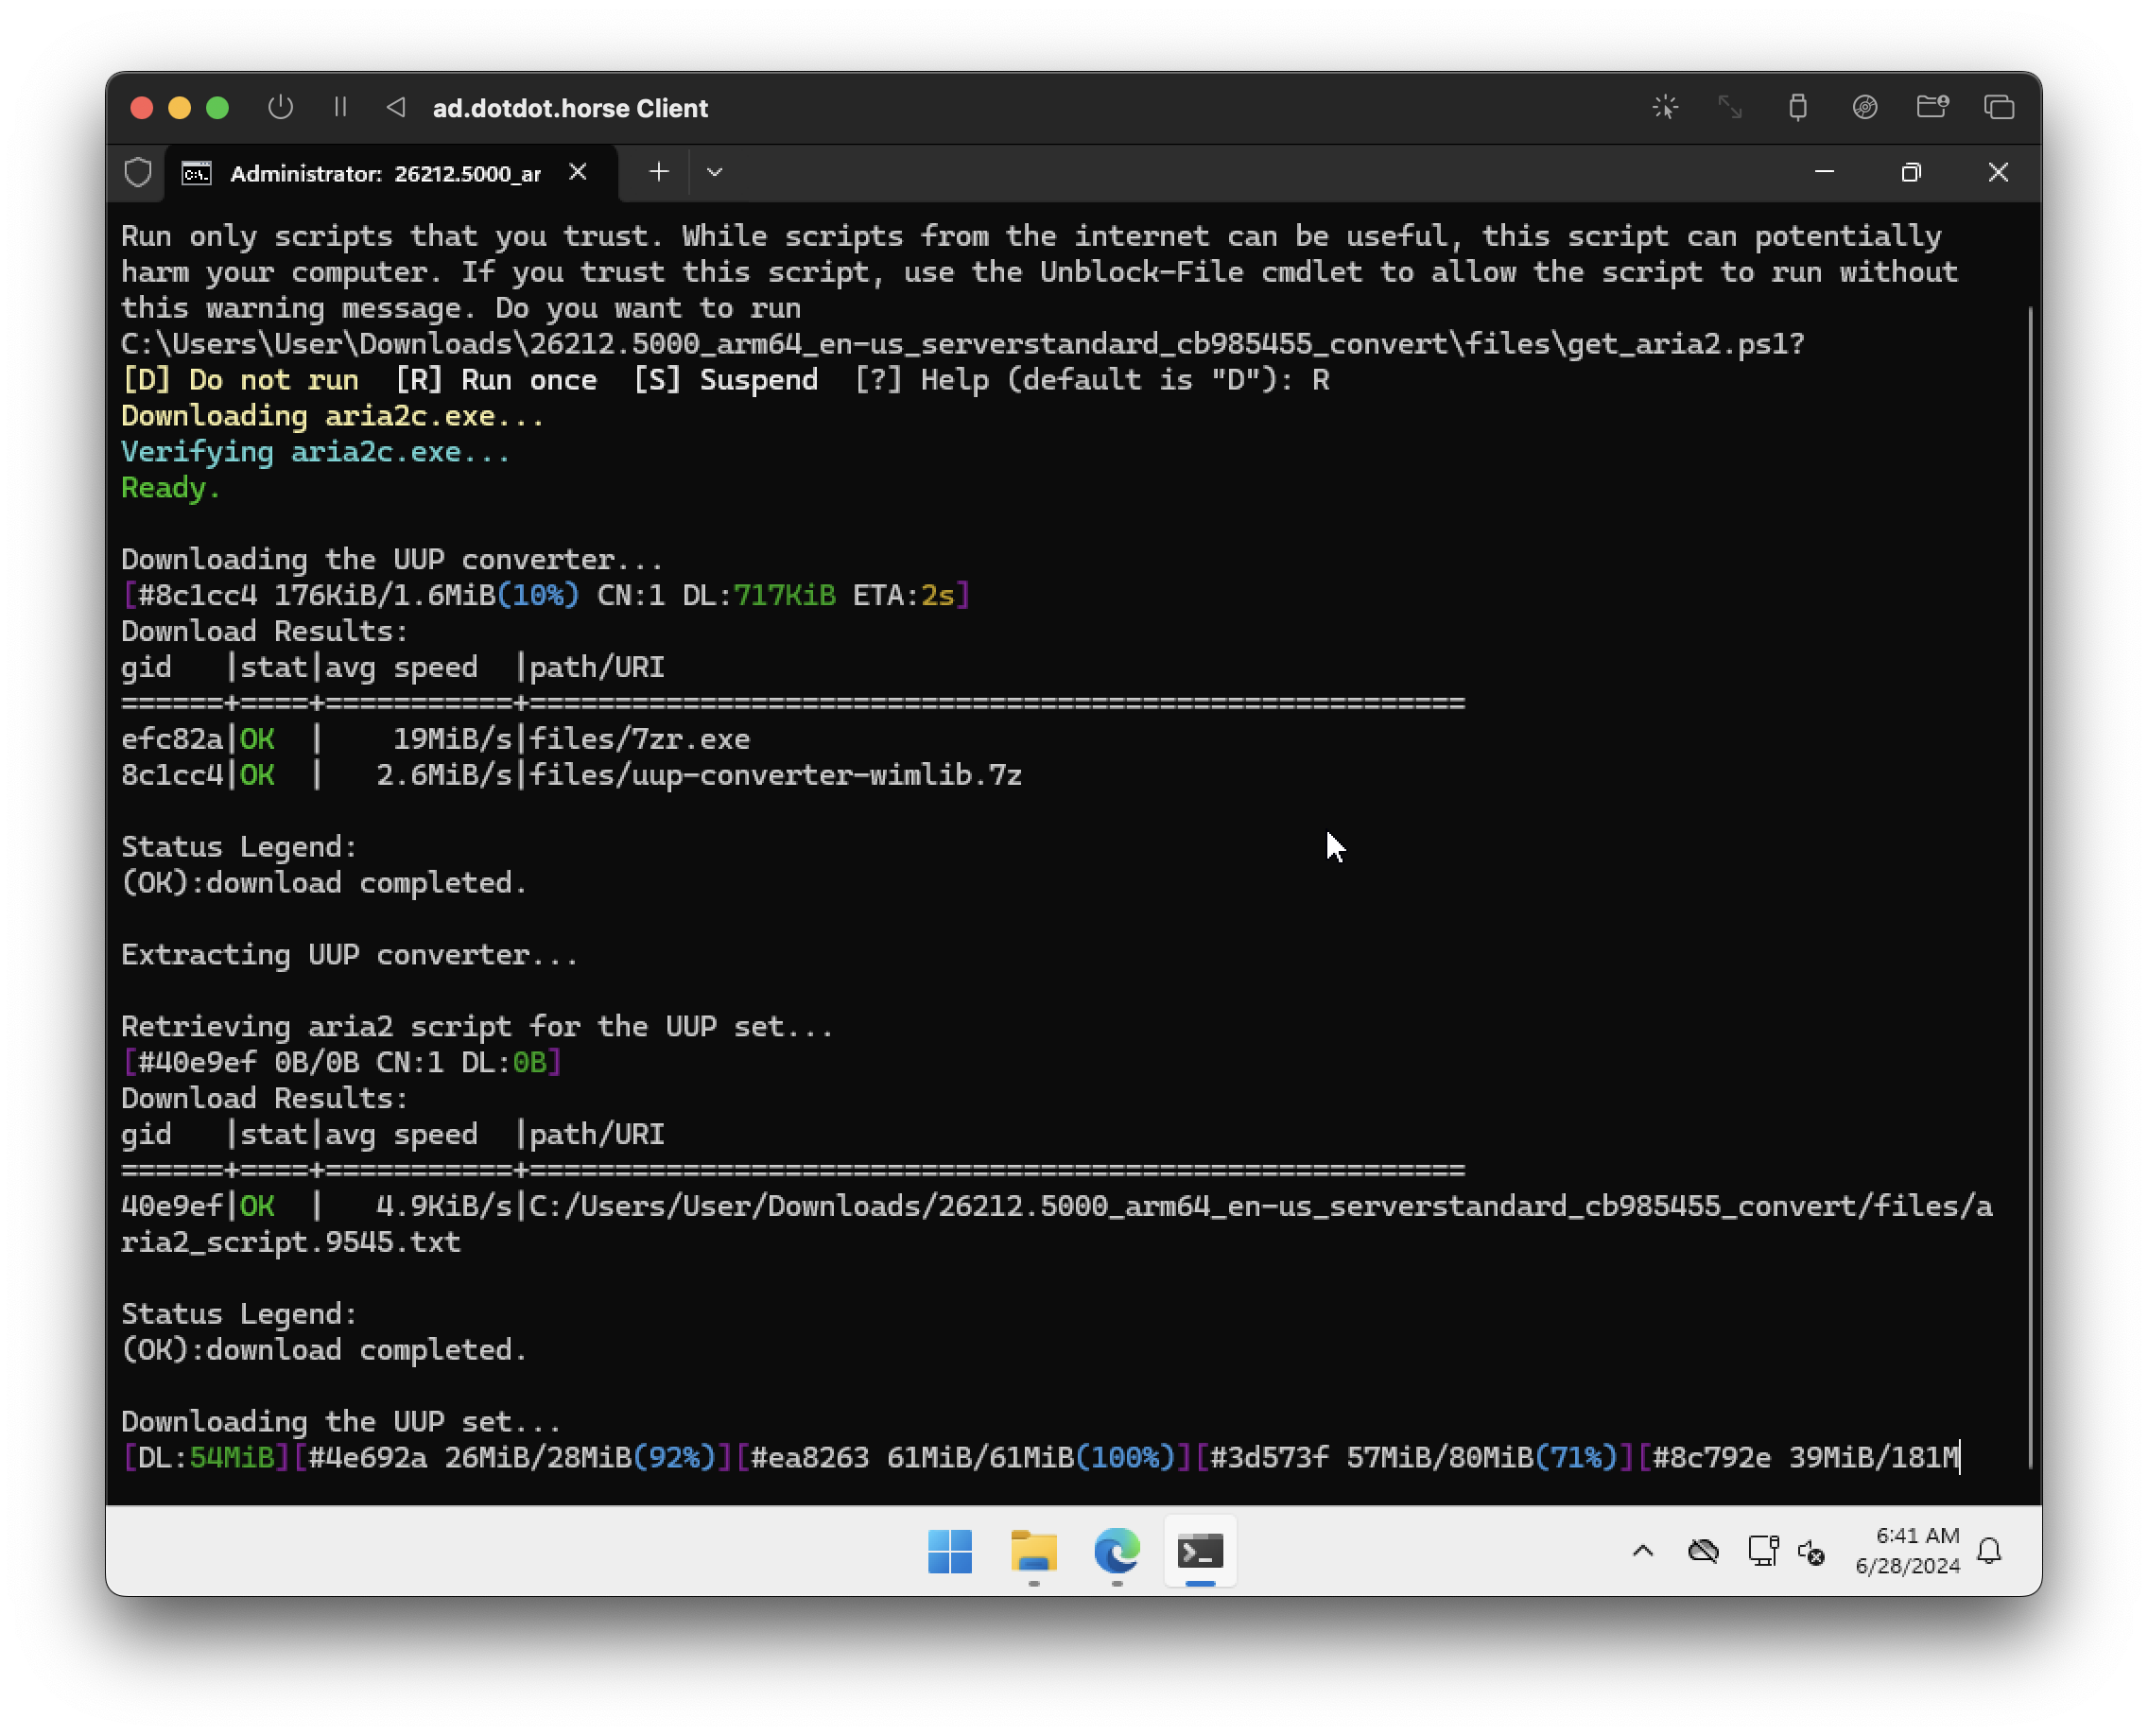 ad.dotdot.horse Client
Administrator: 26212.5000_ar
Run only scripts that you trust. While scripts from the internet can be useful, this script can potentially
harm your computer. If you trust this script, use the Unblock-File cmdlet to allow the script to run without
this warning message. Do you want to run
C:\Users\User\Downloads\26212.5000_arm64_en-us_serverstandard_cb985455_convert\files\get_aria2.ps1?
[D] Do not run  [R] Run once  [S] Suspend  [?] Help (default is "D"): R
Downloading aria2c.exe...
Verifying aria2c.exe...
Ready.
Downloading the UUP converter...
[#8c1cc4 176KiB/1.6MiB(10%) CN:1 DL:717KiB ETA:2s]
Download Results:
gid   |stat|avg speed  |path/URI
======+====+===========+=======================================================
efc82a|OK  |    19MiB/s|files/7zr.exe
8c1cc4|OK  |   2.6MiB/s|files/uup-converter-wimlib.7z
Status Legend:
(OK):download completed.
Extracting UUP converter...
Retrieving aria2 script for the UUP set...
[#40e9ef 0B/0B CN:1 DL:0B]
Download Results:
gid   |stat|avg speed  |path/URI
======+====+===========+=======================================================
40e9ef|OK  |   4.9KiB/s|C:/Users/User/Downloads/26212.5000_arm64_en-us_serverstandard_cb985455_convert/files/a
ria2_script.9545.txt
Status Legend:
(OK):download completed.
Downloading the UUP set...
[DL:54MiB][#4e692a 26MiB/28MiB(92%)][#ea8263 61MiB/61MiB(100%)][#3d573f 57MiB/80MiB(71%)][#8c792e 39MiB/181M
6:41 AM
6/28/2024